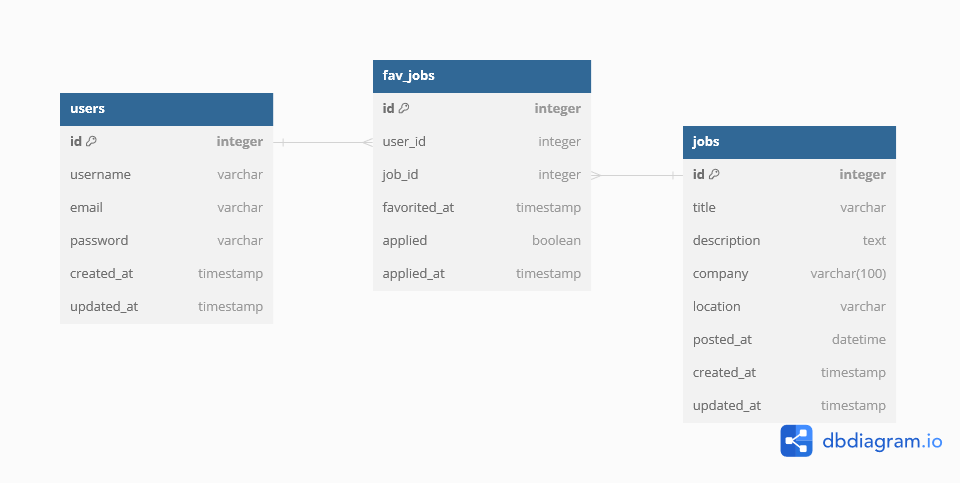 users
id integer
username varchar
email varchar
password varchar
created_at timestamp
updated_at timestamp
fav_jobs
id integer
user_id integer
job_id integer
favorited_at timestamp
applied boolean
applied_at timestamp
jobs
id integer
title varchar
description text
company varchar(100)
location varchar
posted_at datetime
created_at timestamp
updated_at timestamp
dbdiagram.io